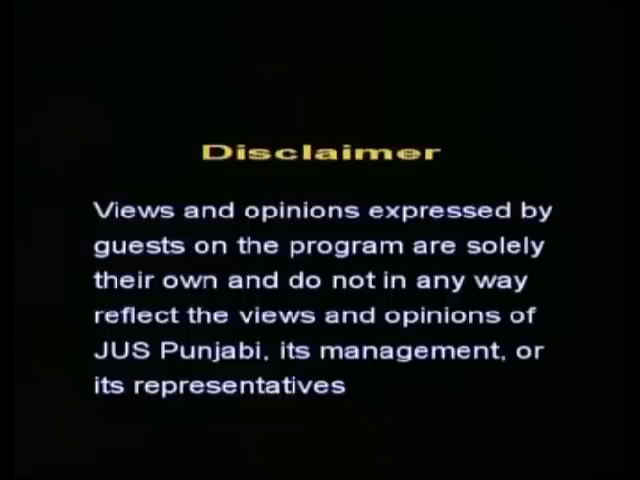 Disclaimer
Views and opinions expressed by
guests on the program are solely
their own and do not in any way
reflect the views and opinions of
JUS Punjabi, its management, or
its representatives